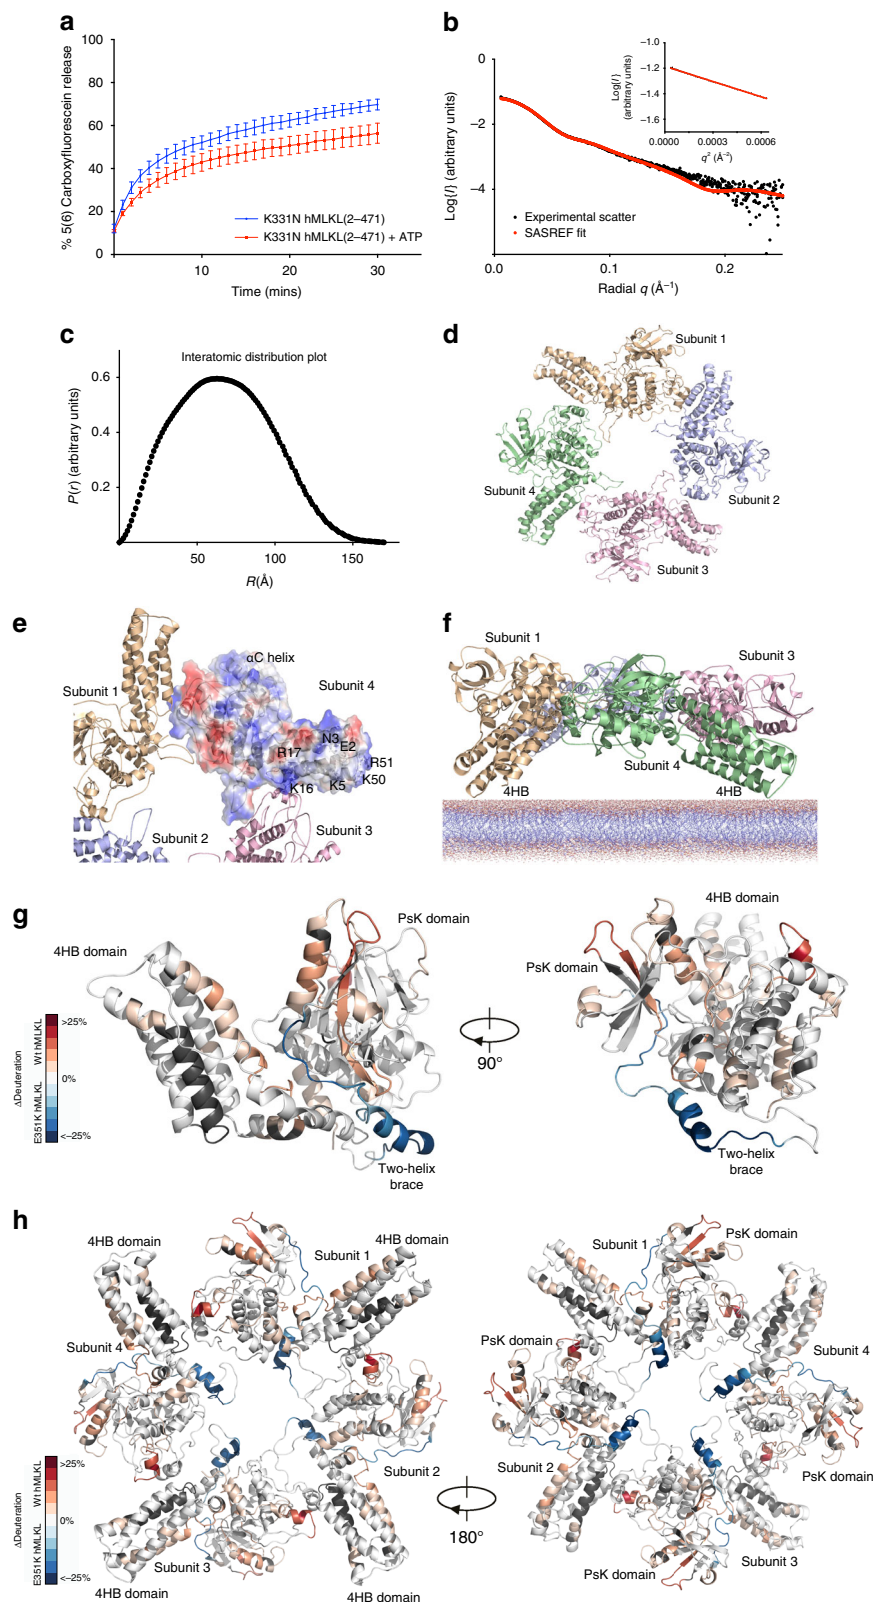 a
100
80
60
40
20
0
% 5(6) Carboxyfluorescein release
K331N hMLKL(2–471)
K331N hMLKL(2–471) + ATP
10
20
30
Time (mins)
b
0
−2
−4
Log{I} (arbitrary units)
Experimental scatter
SASREF fit
0.0
0.1
0.2
Radial q (Å⁻¹)
−1.0
−1.2
−1.4
−1.6
Log{I}
(arbitrary units)
0.0000
0.0003
0.0006
q² (Å⁻²)
c
Interatomic distribution plot
0.6
0.4
0.2
P(r) (arbitrary units)
50
100
150
R(Å)
d
Subunit 1
Subunit 2
Subunit 4
Subunit 3
e
αC helix
Subunit 1
Subunit 4
N3
E2
R17
R51
K16
K5
K50
Subunit 2
Subunit 3
f
Subunit 1
Subunit 3
Subunit 4
4HB
4HB
g
4HB domain
PsK domain
Two-helix
brace
90°
4HB domain
PsK domain
Two-helix
brace
ΔDeuteration
E351K hMLKL
Wt hMLKL
>25%
0%
<−25%
h
4HB domain
Subunit 1
4HB domain
Subunit 4
Subunit 2
Subunit 3
4HB domain
4HB domain
ΔDeuteration
E351K hMLKL
Wt hMLKL
>25%
0%
<−25%
180°
Subunit 1
PsK domain
PsK domain
Subunit 4
Subunit 2
PsK domain
Subunit 3
PsK domain